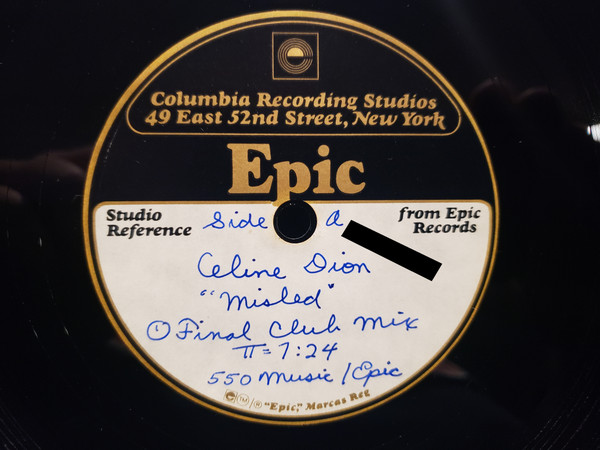 Columbia Recording Studios
49 East 52nd Street, New York
Epic
Studio Reference
Side A
from Epic Records
Celine Dion
"Misled"
① Final Club Mix
TT= 7:24
550 Music / Epic
℮ ™/® "Epic," Marcas Reg